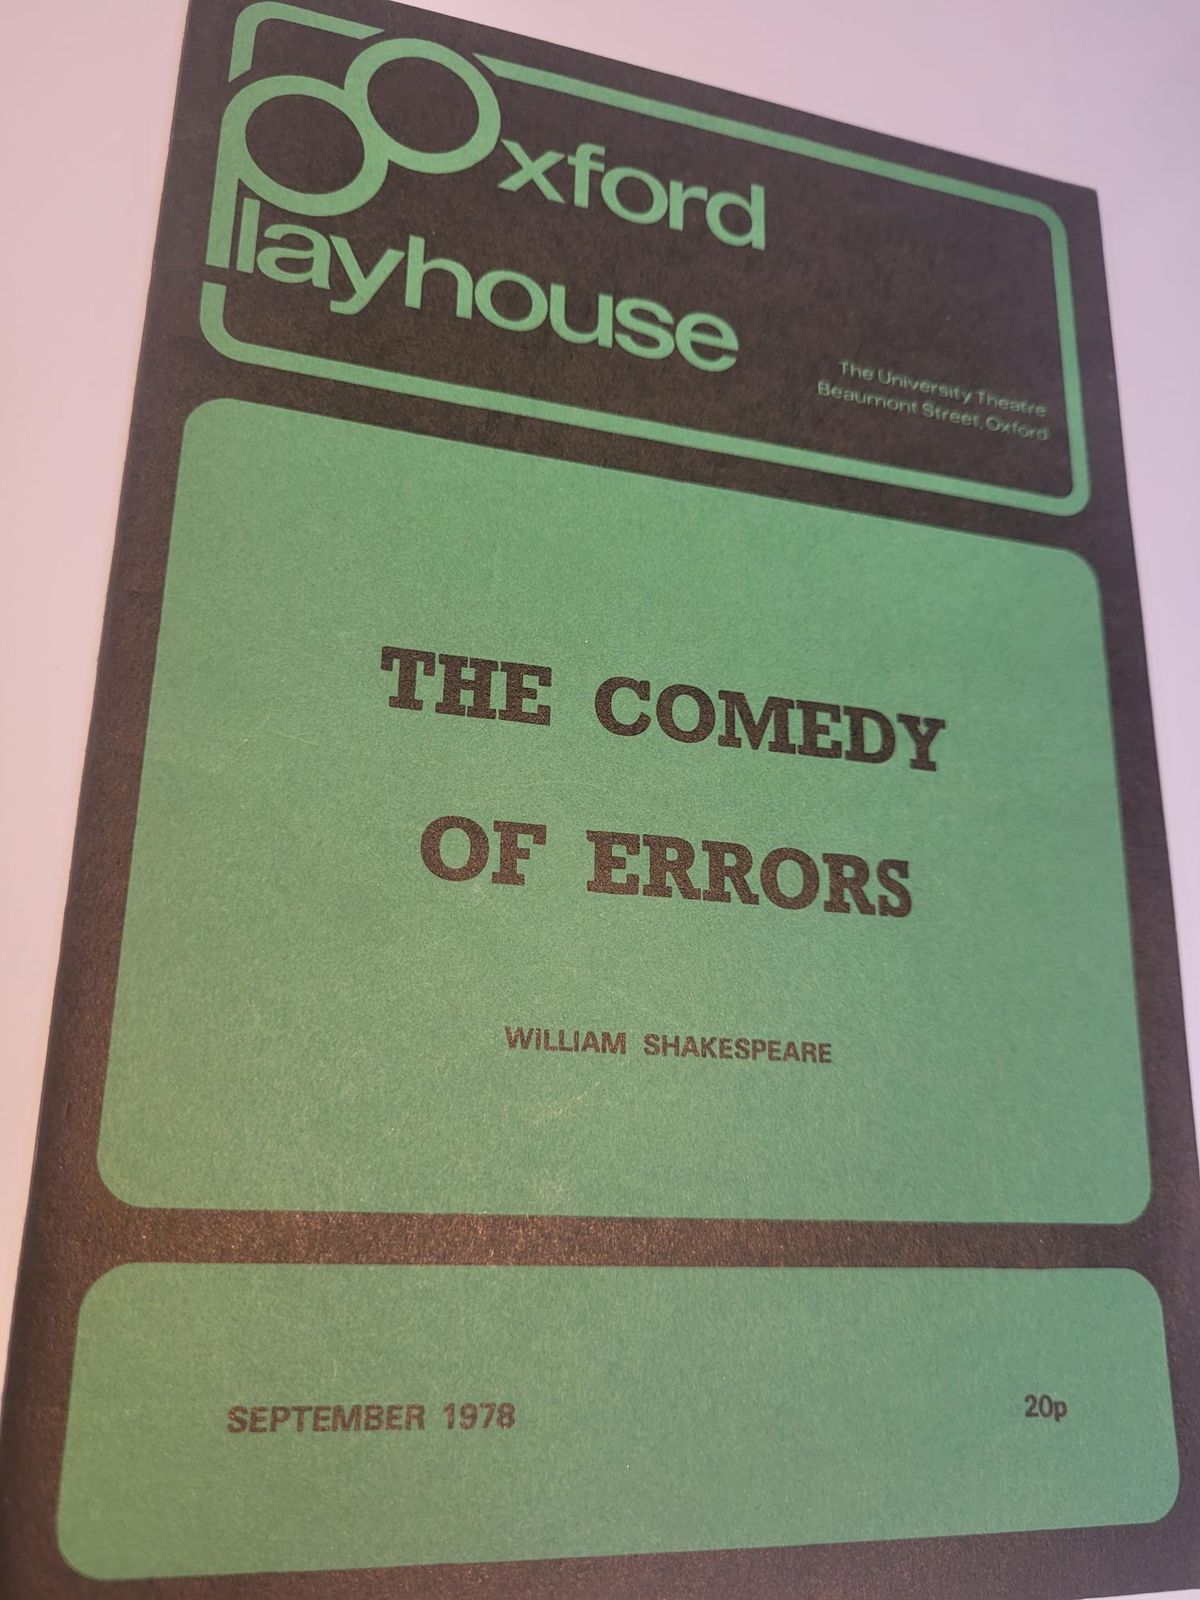 Oxford
Playhouse
The University Theatre
Beaumont Street, Oxford
THE COMEDY
OF ERRORS
WILLIAM SHAKESPEARE
SEPTEMBER 1978
20p